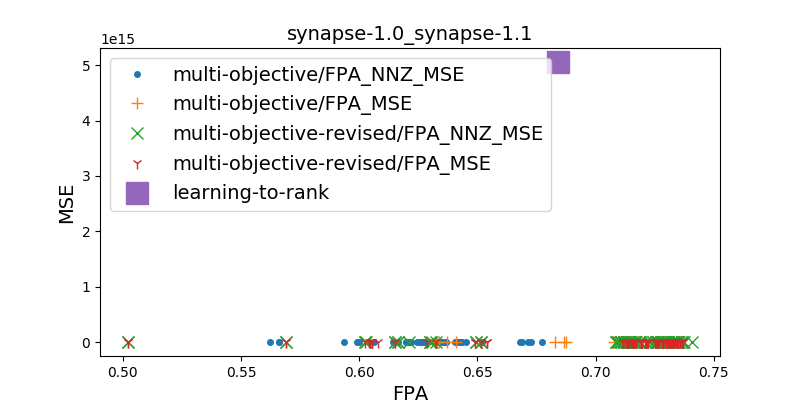 synapse-1.0_synapse-1.1
1e15
multi-objective/FPA_NNZ_MSE
multi-objective/FPA_MSE
multi-objective-revised/FPA_NNZ_MSE
multi-objective-revised/FPA_MSE
learning-to-rank
MSE
5
4
3
2
1
0
0.50
0.55
0.60
0.65
0.70
0.75
FPA